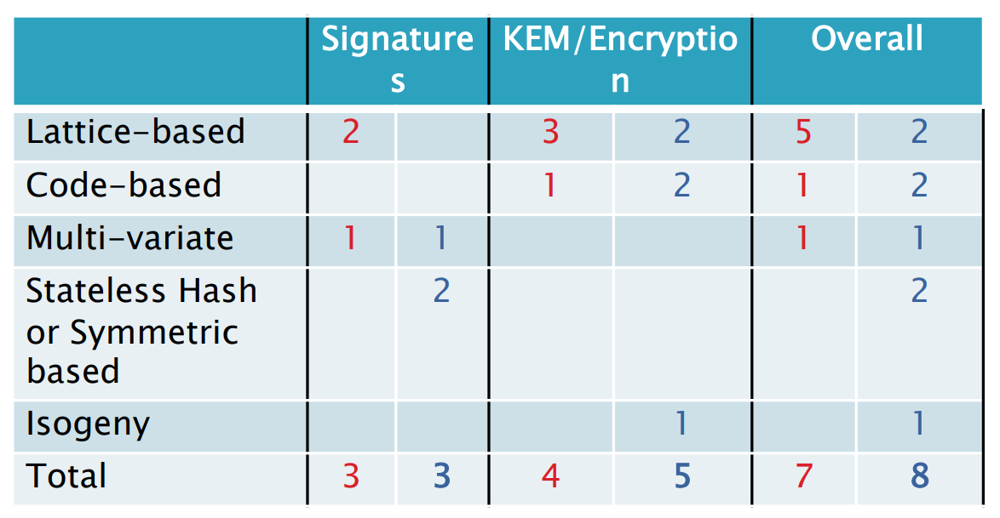 Signature KEM/Encryptio Overall
s n
Lattice-based 2 3 2 5 2
Code-based 1 2 1 2
Multi-variate 1 1 1 1
Stateless Hash 2 2
or Symmetric
based
Isogeny 1 1
Total 3 3 4 5 7 8